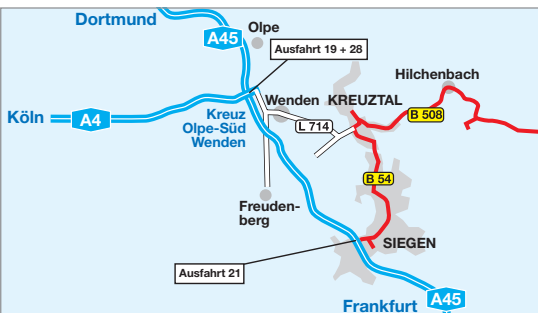 Dortmund
A45
Olpe
Ausfahrt 19 + 28
Hilchenbach
Wenden
KREUZTAL
Köln
A4
Kreuz
Olpe-Süd
Wenden
L 714
B 508
B 54
Freuden-
berg
SIEGEN
Ausfahrt 21
Frankfurt
A45